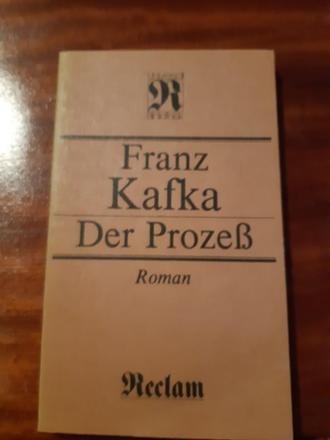 R
Franz
Kafka
Der Prozeß
Roman
Reclam